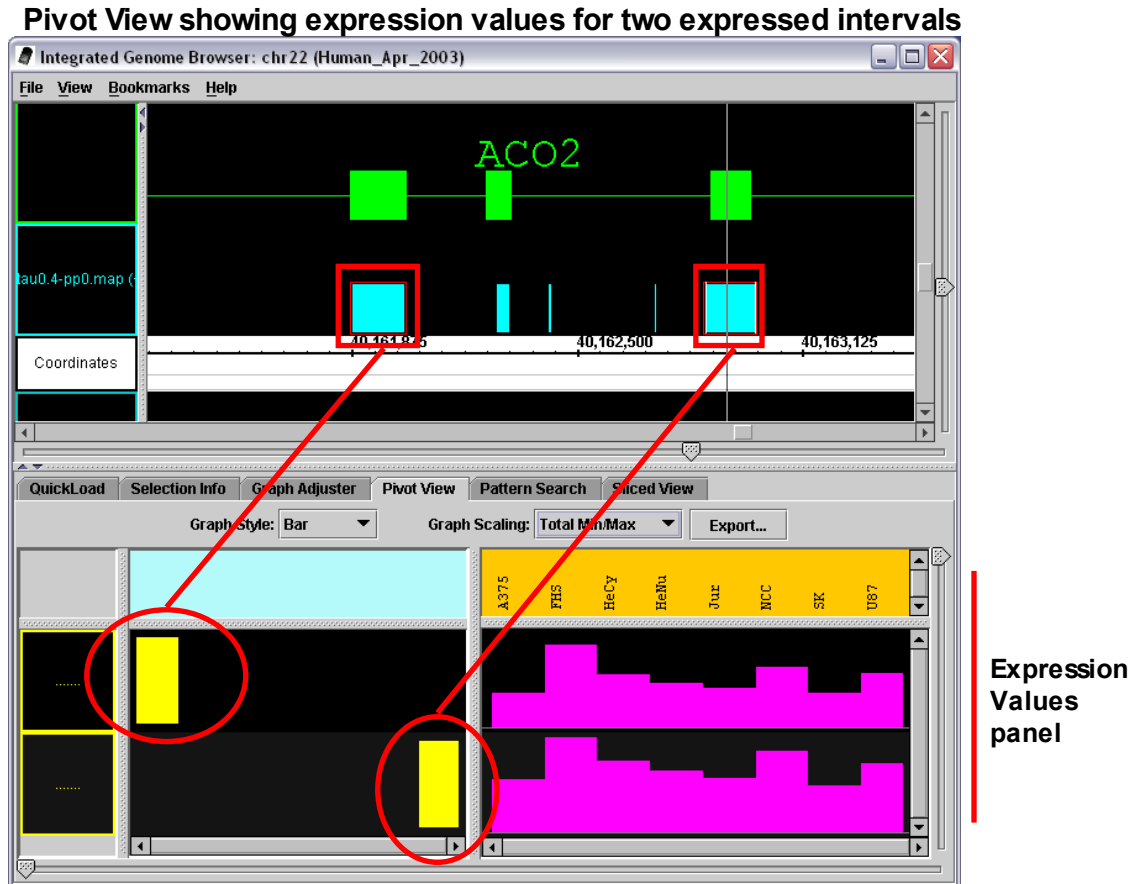 Pivot View showing expression values for two expressed intervals
Integrated Genome Browser: chr22 (Human_Apr_2003)
File View Bookmarks Help
ACO2
tau0.4-pp0.map (
Coordinates
40,161,875 40,162,500 40,163,125
QuickLoad Selection Info Graph Adjuster Pivot View Pattern Search Sliced View
Graph Style: Bar Graph Scaling: Total Min/Max Export...
A375 FHS HeCy HeNu Jur NCC SK U87
.......
.......
Expression
Values
panel